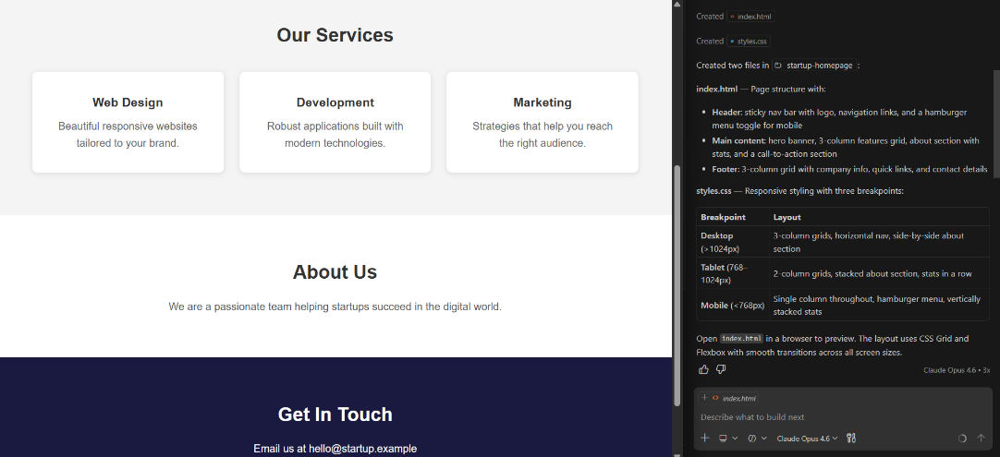 Our Services
Web Design
Beautiful responsive websites
tailored to your brand.
Development
Robust applications built with
modern technologies.
Marketing
Strategies that help you reach
the right audience.
About Us
We are a passionate team helping startups succeed in the digital world.
Get In Touch
Email us at hello@startup.example
Created index.html
Created styles.css
Created two files in startup-homepage :
index.html — Page structure with:
• Header: sticky nav bar with logo, navigation links, and a hamburger
menu toggle for mobile
• Main content: hero banner, 3-column features grid, about section with
stats, and a call-to-action section
• Footer: 3-column grid with company info, quick links, and contact details
styles.css — Responsive styling with three breakpoints:
Breakpoint Layout
Desktop
(>1024px)
3-column grids, horizontal nav, side-by-side about
section
Tablet (768–
1024px)
2-column grids, stacked about section, stats in a row
Mobile (<768px)
Single column throughout, hamburger menu, vertically
stacked stats
Open index.html in a browser to preview. The layout uses CSS Grid and
Flexbox with smooth transitions across all screen sizes.
Claude Opus 4.6 • 3x
index.html
Describe what to build next
Claude Opus 4.6